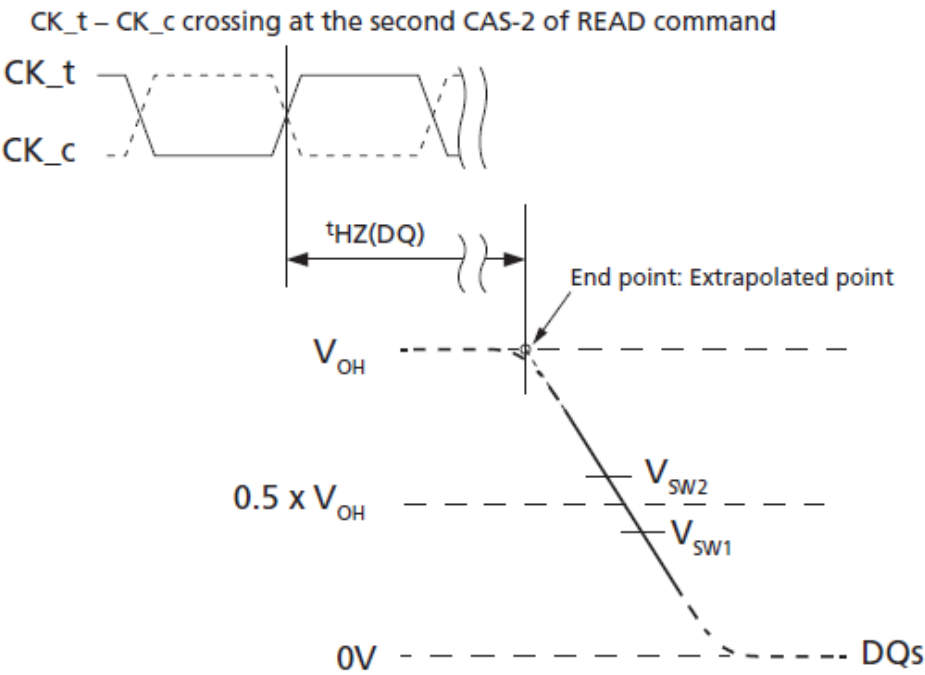 CK_t – CK_c crossing at the second CAS-2 of READ command
CK_t
CK_c
tHZ(DQ)
End point: Extrapolated point
VOH
VSW2
0.5 x VOH
VSW1
0V
DQs